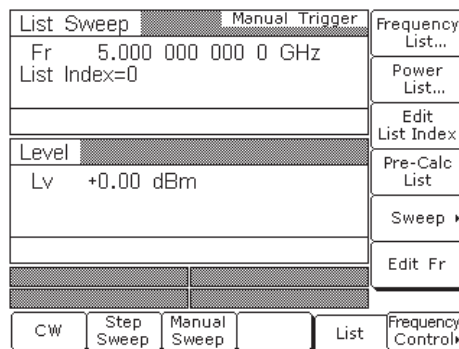 List Sweep
Manual Trigger
Fr 5.000 000 000 0 GHz
List Index=0
Level
Lv +0.00 dBm
Frequency
List...
Power
List...
Edit
List Index
Pre-Calc
List
Sweep
Edit Fr
CW
Step
Sweep
Manual
Sweep
List
Frequency
Control